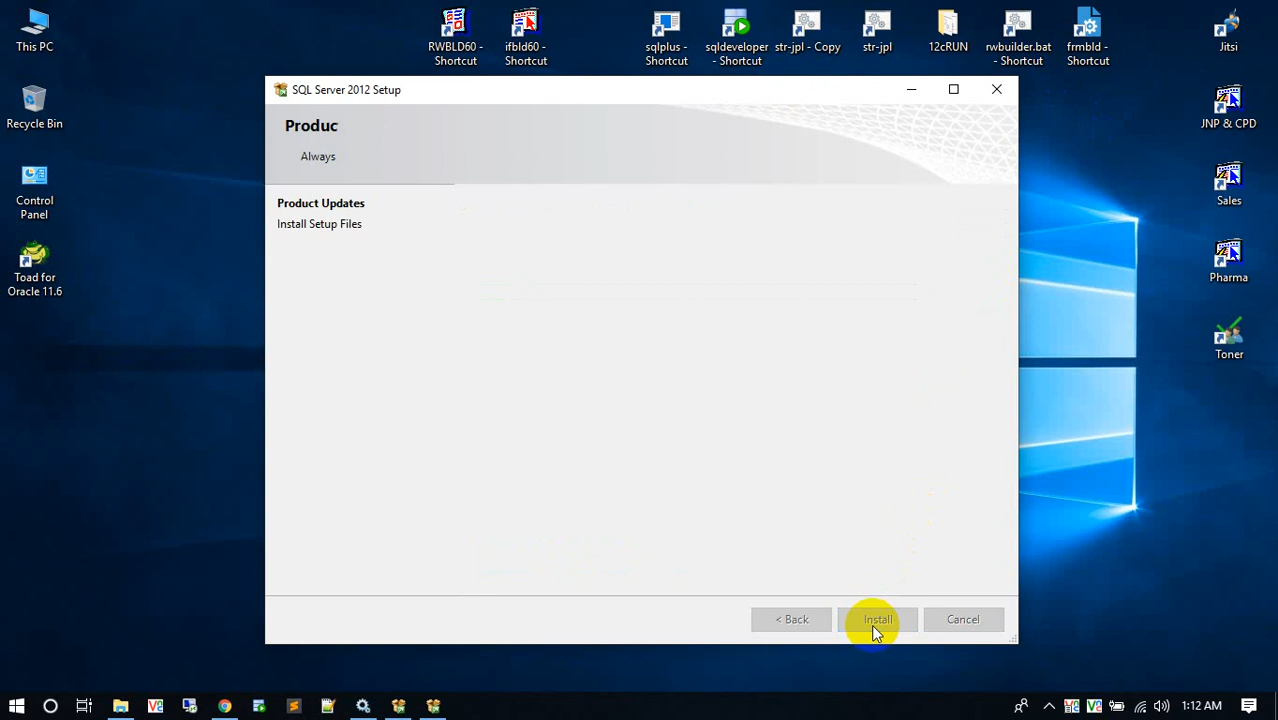 This PC
RWBLD60 -
Shortcut
ifbld60 -
Shortcut
sqlplus -
Shortcut
sqldeveloper
- Shortcut
str-jpl - Copy
str-jpl
12cRUN
rwbuilder.bat
- Shortcut
frmbld -
Shortcut
Jitsi
Recycle Bin
JNP & CPD
Control
Panel
Sales
Toad for
Oracle 11.6
Pharma
Toner
SQL Server 2012 Setup
Produc
Always
Product Updates
Install Setup Files
< Back
Install
Cancel
1:12 AM